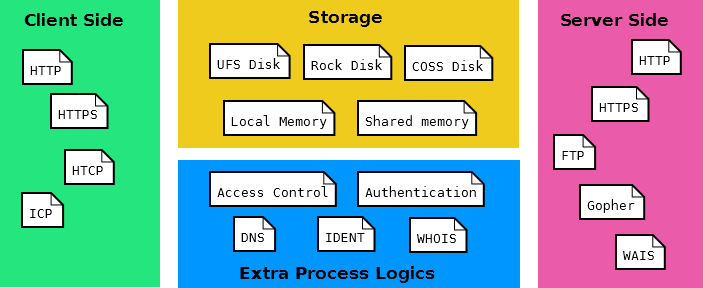 Client Side
HTTP
HTTPS
HTCP
ICP
Storage
UFS Disk
Rock Disk
COSS Disk
Local Memory
Shared memory
Access Control
Authentication
DNS
IDENT
WHOIS
Extra Process Logics
Server Side
HTTP
HTTPS
FTP
Gopher
WAIS